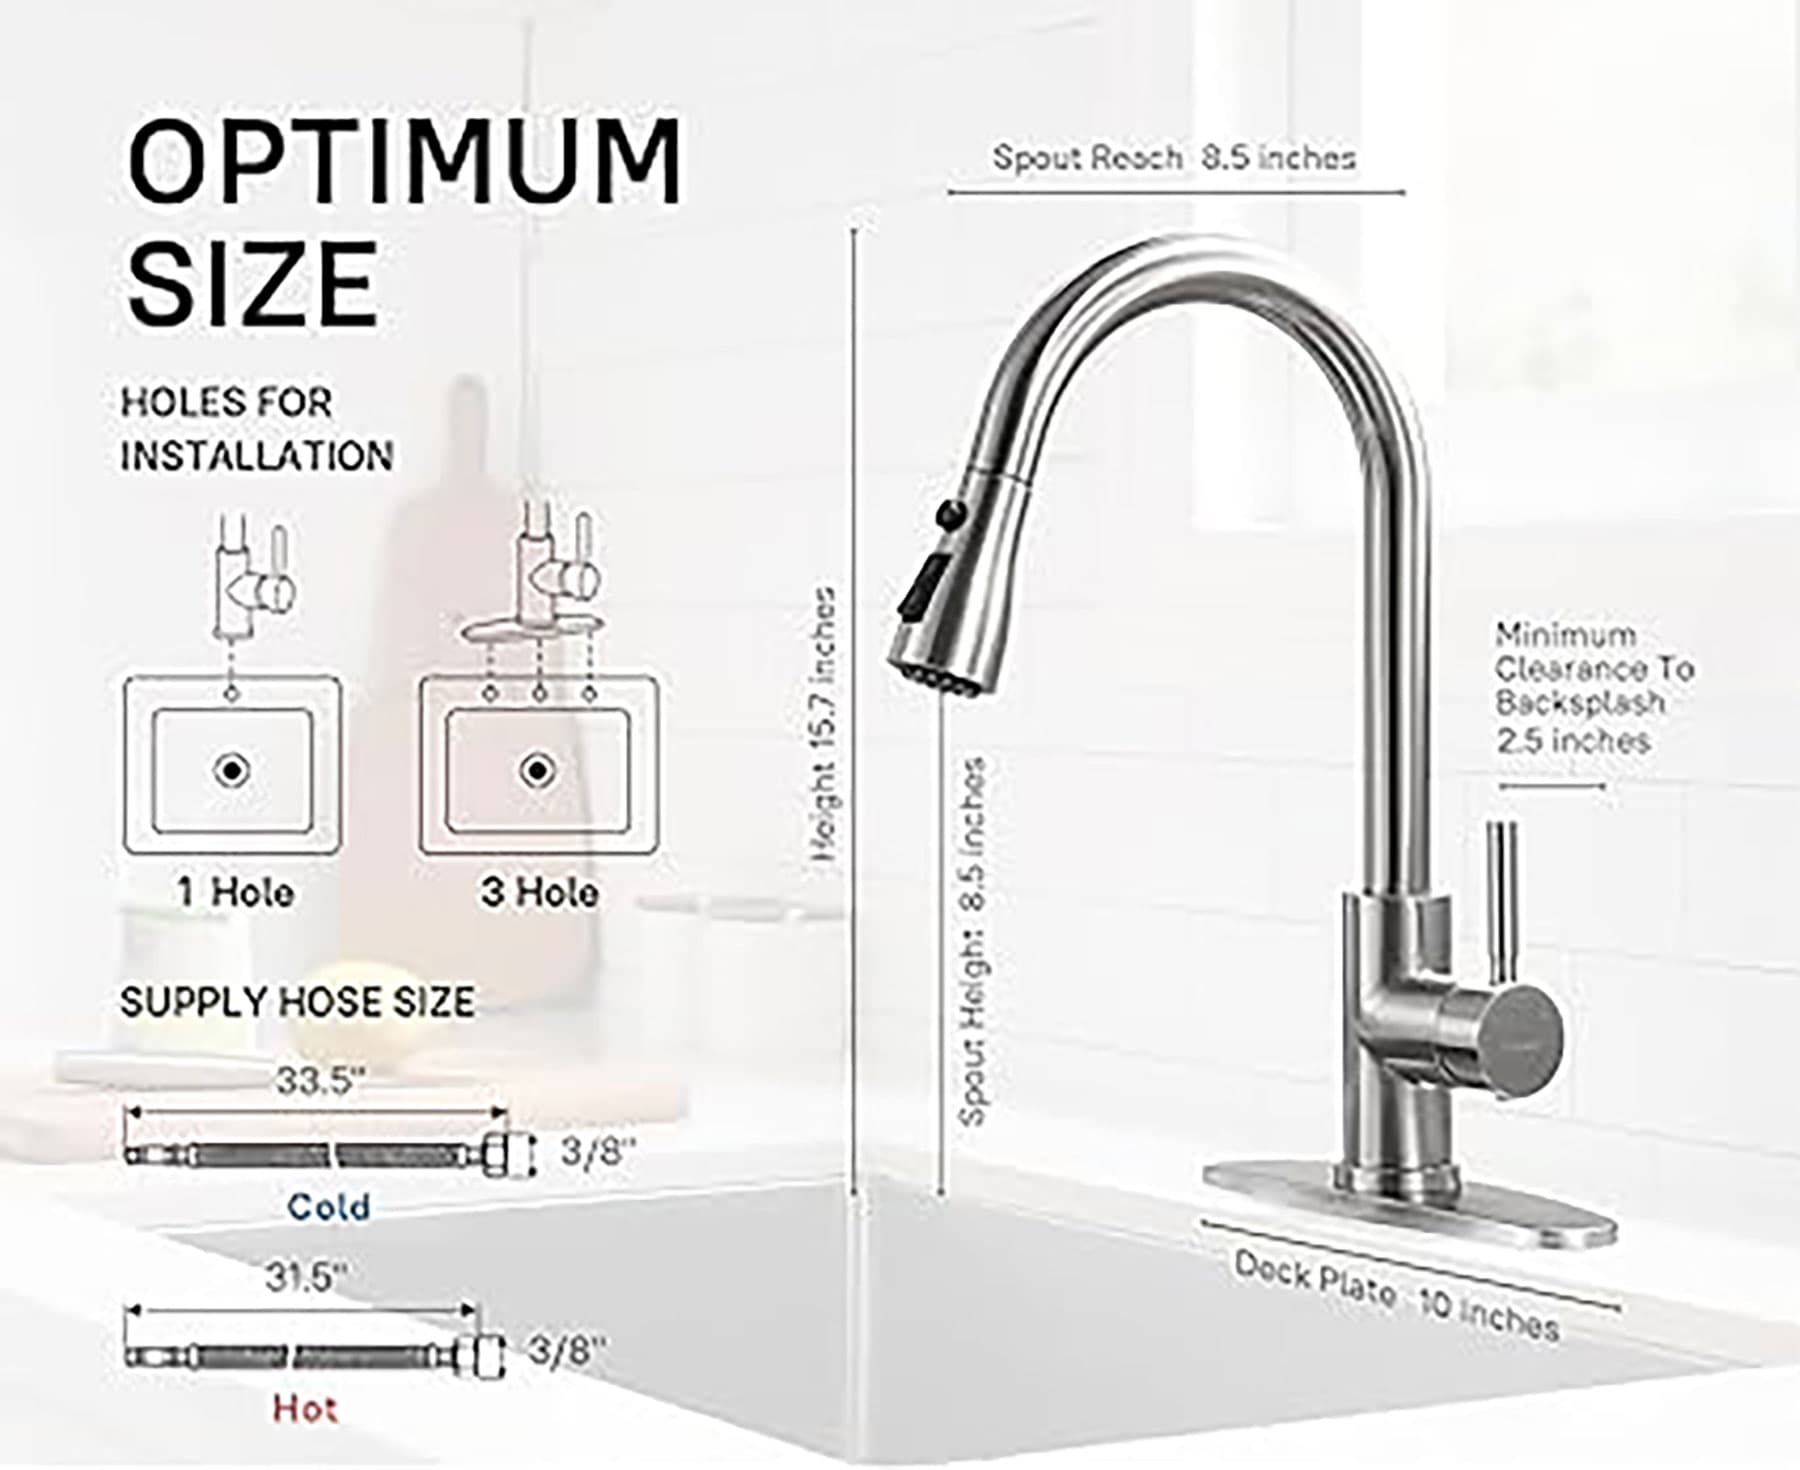 OPTIMUM
SIZE
HOLES FOR
INSTALLATION
1 Hole
3 Hole
SUPPLY HOSE SIZE
33.5"
3/8"
Cold
31.5"
3/8"
Hot
Spout Reach 8.5 inches
Height 15.7 inches
Spout Height 8.5 inches
Minimum
Clearance To
Backsplash
2.5 inches
Deck Plate 10 inches